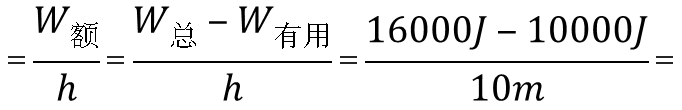 = W额/h = (W总 − W有用)/h = (16000J − 10000J)/10m =